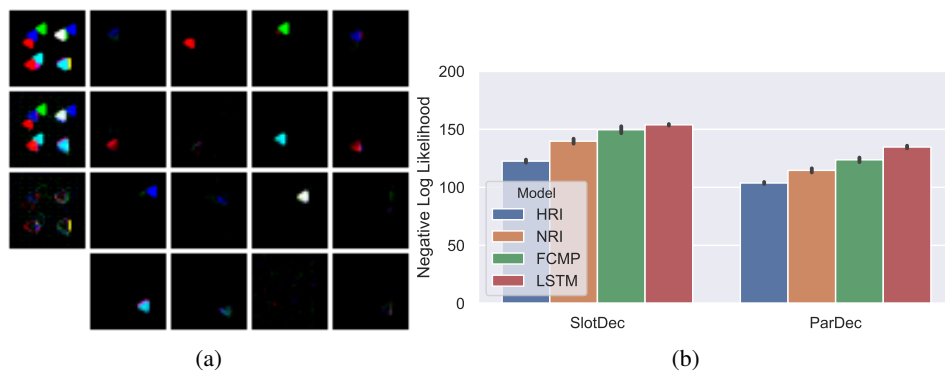 Negative Log Likelihood
200
150
100
50
0
Model
HRI
NRI
FCMP
LSTM
SlotDec
ParDec
(a)
(b)